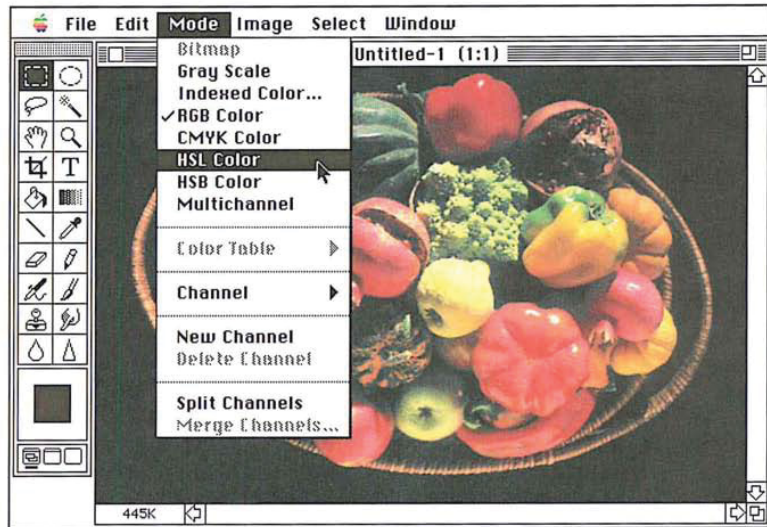 File Edit Mode Image Select Window
Untitled-1 (1:1)
Bitmap
Gray Scale
Indexed Color...
✓RGB Color
CMYK Color
HSL Color
HSB Color
Multichannel
Color Table
Channel
New Channel
Delete Channel
Split Channels
Merge Channels...
T
445K